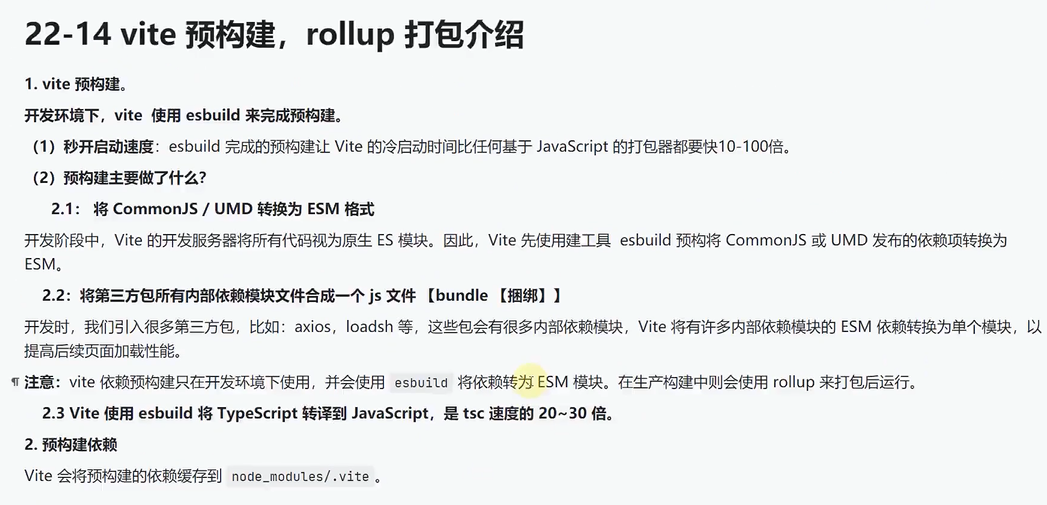 22-14 vite 预构建，rollup 打包介绍
1. vite 预构建。
开发环境下，vite 使用 esbuild 来完成预构建。
（1）秒开启动速度：esbuild 完成的预构建让 Vite 的冷启动时间比任何基于 JavaScript 的打包器都要快10-100倍。
（2）预构建主要做了什么？
2.1： 将 CommonJS / UMD 转换为 ESM 格式
开发阶段中，Vite 的开发服务器将所有代码视为原生 ES 模块。因此，Vite 先使用建工具 esbuild 预构将 CommonJS 或 UMD 发布的依赖项转换为
ESM。
2.2：将第三方包所有内部依赖模块文件合成一个 js 文件 【bundle 【捆绑】】
开发时，我们引入很多第三方包，比如：axios，loadsh 等，这些包会有很多内部依赖模块，Vite 将有许多内部依赖模块的 ESM 依赖转换为单个模块，以
提高后续页面加载性能。
¶ 注意：vite 依赖预构建只在开发环境下使用，并会使用 esbuild 将依赖转为 ESM 模块。在生产构建中则会使用 rollup 来打包后运行。
2.3 Vite 使用 esbuild 将 TypeScript 转译到 JavaScript，是 tsc 速度的 20~30 倍。
2. 预构建依赖
Vite 会将预构建的依赖缓存到 node_modules/.vite 。